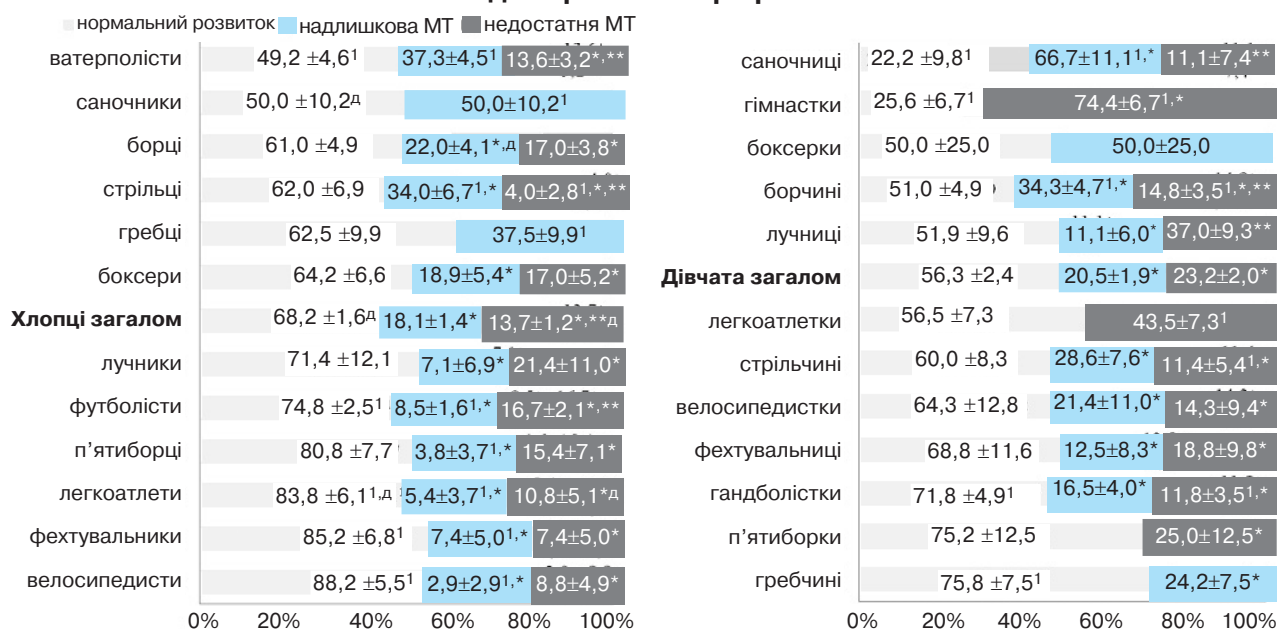 нормальний розвиток надлишкова МТ недостатня МТ
ватерполісти 49,2 ±4,6¹ 37,3±4,5¹ 13,6±3,2*,**
саночники 50,0 ±10,2д 50,0±10,2¹
борці 61,0 ±4,9 22,0±4,1*,д 17,0±3,8*
стрільці 62,0 ±6,9 34,0±6,7¹,* 4,0±2,8¹,*,**
гребці 62,5 ±9,9 37,5±9,9¹
боксери 64,2 ±6,6 18,9±5,4* 17,0±5,2*
Хлопці загалом 68,2 ±1,6д 18,1±1,4* 13,7±1,2*,**д
лучники 71,4 ±12,1 7,1±6,9* 21,4±11,0*
футболісти 74,8 ±2,5¹ 8,5±1,6¹,* 16,7±2,1*,**
п’ятиборці 80,8 ±7,7 3,8±3,7¹,* 15,4±7,1*
легкоатлети 83,8 ±6,1¹,д 5,4±3,7¹,* 10,8±5,1*д
фехтувальники 85,2 ±6,8¹ 7,4±5,0¹,* 7,4±5,0*
велосипедисти 88,2 ±5,5¹ 2,9±2,9¹,* 8,8±4,9*
0% 20% 40% 60% 80% 100%
саночниці 22,2 ±9,8¹ 66,7±11,1¹,* 11,1±7,4**
гімнастки 25,6 ±6,7¹ 74,4±6,7¹,*
боксерки 50,0 ±25,0 50,0±25,0
борчині 51,0 ±4,9 34,3±4,7¹,* 14,8±3,5¹,*,**
лучниці 51,9 ±9,6 11,1±6,0* 37,0±9,3**
Дівчата загалом 56,3 ±2,4 20,5±1,9* 23,2±2,0*
легкоатлетки 56,5 ±7,3 43,5±7,3¹
стрільчині 60,0 ±8,3 28,6±7,6* 11,4±5,4¹,*
велосипедистки 64,3 ±12,8 21,4±11,0* 14,3±9,4*
фехтувальниці 68,8 ±11,6 12,5±8,3* 18,8±9,8*
гандболістки 71,8 ±4,9¹ 16,5±4,0* 11,8±3,5¹,*
п’ятиборки 75,2 ±12,5 25,0±12,5*
гребчині 75,8 ±7,5¹ 24,2±7,5*
0% 20% 40% 60% 80% 100%